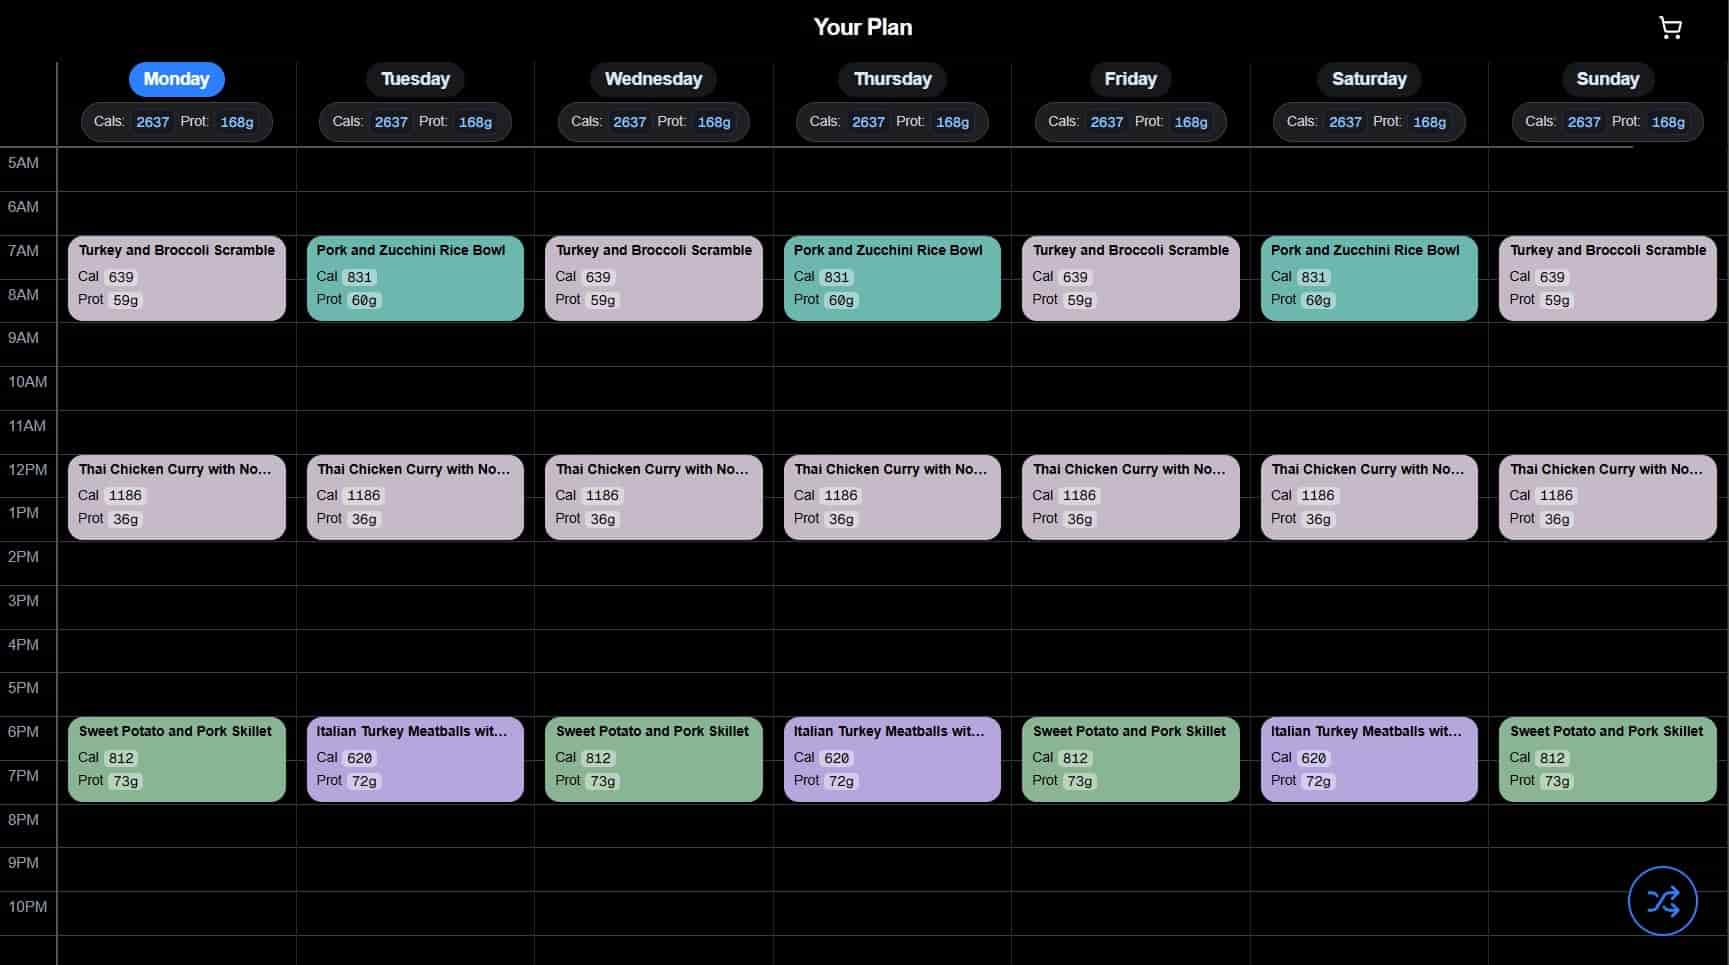 Your Plan
Monday Tuesday Wednesday Thursday Friday Saturday Sunday
Cals: 2637 Prot: 168g Cals: 2637 Prot: 168g Cals: 2637 Prot: 168g Cals: 2637 Prot: 168g Cals: 2637 Prot: 168g Cals: 2637 Prot: 168g Cals: 2637 Prot: 168g
5AM
6AM
7AM Turkey and Broccoli Scramble Pork and Zucchini Rice Bowl Turkey and Broccoli Scramble Pork and Zucchini Rice Bowl Turkey and Broccoli Scramble Pork and Zucchini Rice Bowl Turkey and Broccoli Scramble
Cal 639 Cal 831 Cal 639 Cal 831 Cal 639 Cal 831 Cal 639
8AM Prot 59g Prot 60g Prot 59g Prot 60g Prot 59g Prot 60g Prot 59g
9AM
10AM
11AM
12PM Thai Chicken Curry with No... Thai Chicken Curry with No... Thai Chicken Curry with No... Thai Chicken Curry with No... Thai Chicken Curry with No... Thai Chicken Curry with No... Thai Chicken Curry with No...
Cal 1186 Cal 1186 Cal 1186 Cal 1186 Cal 1186 Cal 1186 Cal 1186
1PM Prot 36g Prot 36g Prot 36g Prot 36g Prot 36g Prot 36g Prot 36g
2PM
3PM
4PM
5PM
6PM Sweet Potato and Pork Skillet Italian Turkey Meatballs wit... Sweet Potato and Pork Skillet Italian Turkey Meatballs wit... Sweet Potato and Pork Skillet Italian Turkey Meatballs wit... Sweet Potato and Pork Skillet
Cal 812 Cal 620 Cal 812 Cal 620 Cal 812 Cal 620 Cal 812
7PM Prot 73g Prot 72g Prot 73g Prot 72g Prot 73g Prot 72g Prot 73g
8PM
9PM
10PM